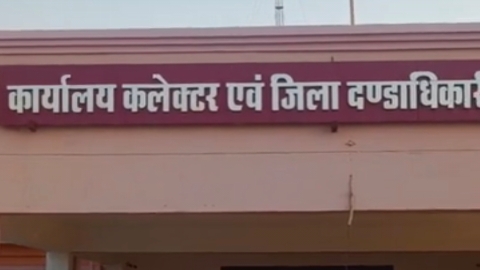 कार्यालय कलेक्टर एवं जिला दण्डाधिकारी